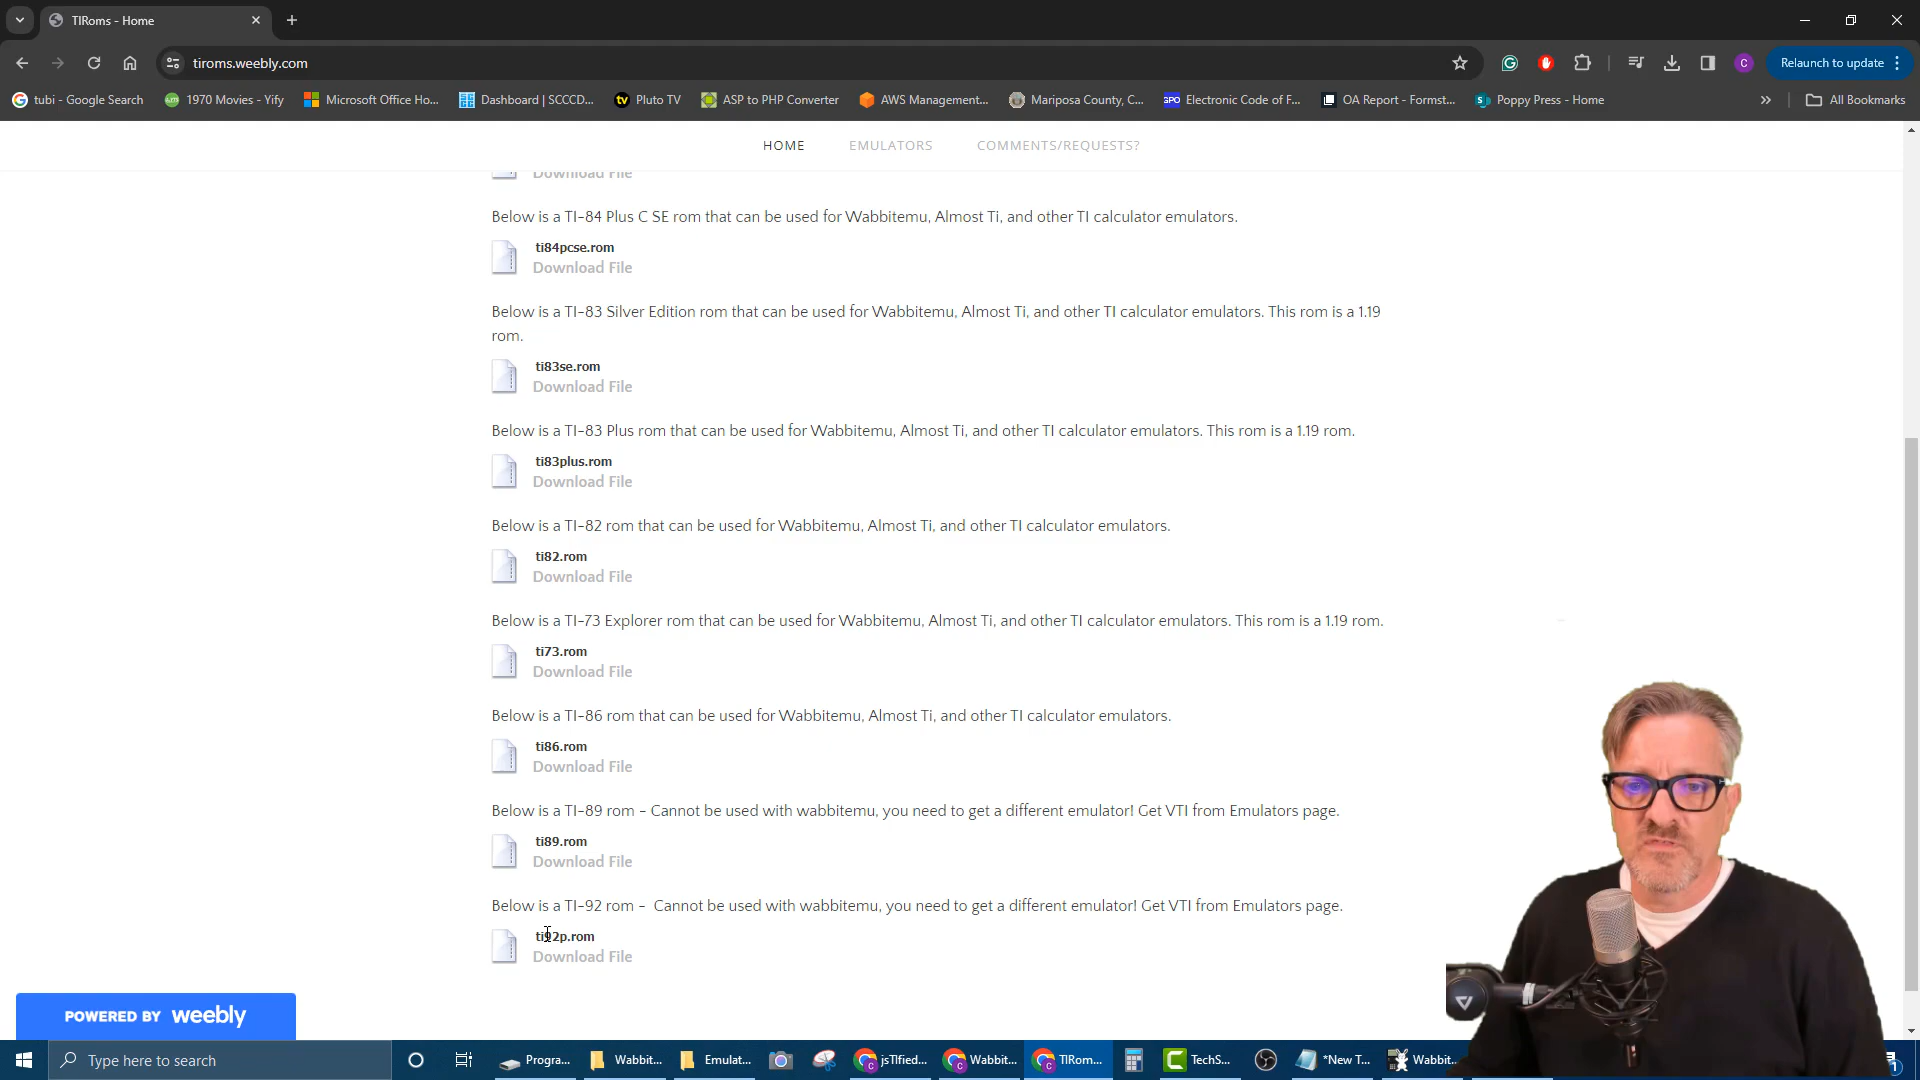 TIRoms - Home
tiroms.weebly.com
Relaunch to update
tubi - Google Search
1970 Movies - Yify
Microsoft Office Ho...
Dashboard | SCCCD...
Pluto TV
ASP to PHP Converter
AWS Management...
Mariposa County, C...
Electronic Code of F...
OA Report - Formst...
Poppy Press - Home
All Bookmarks
HOME
EMULATORS
COMMENTS/REQUESTS?
Download File
Below is a TI-84 Plus C SE rom that can be used for Wabbitemu, Almost Ti, and other TI calculator emulators.
ti84pcse.rom
Download File
Below is a TI-83 Silver Edition rom that can be used for Wabbitemu, Almost Ti, and other TI calculator emulators. This rom is a 1.19
rom.
ti83se.rom
Download File
Below is a TI-83 Plus rom that can be used for Wabbitemu, Almost Ti, and other TI calculator emulators. This rom is a 1.19 rom.
ti83plus.rom
Download File
Below is a TI-82 rom that can be used for Wabbitemu, Almost Ti, and other TI calculator emulators.
ti82.rom
Download File
Below is a TI-73 Explorer rom that can be used for Wabbitemu, Almost Ti, and other TI calculator emulators. This rom is a 1.19 rom.
ti73.rom
Download File
Below is a TI-86 rom that can be used for Wabbitemu, Almost Ti, and other TI calculator emulators.
ti86.rom
Download File
Below is a TI-89 rom - Cannot be used with wabbitemu, you need to get a different emulator! Get VTI from Emulators page.
ti89.rom
Download File
Below is a TI-92 rom - Cannot be used with wabbitemu, you need to get a different emulator! Get VTI from Emulators page.
ti92p.rom
Download File
POWERED BY weebly
Type here to search
Progra...
Wabbit...
Emulat...
jsTIfied...
Wabbit...
TIRom...
TechS...
*New T...
Wabbit...